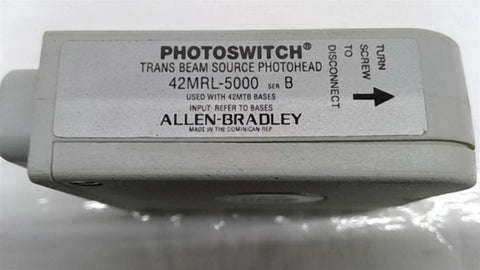 PHOTOSWITCH®
TRANS BEAM SOURCE PHOTOHEAD
42MRL-5000 SER B
USED WITH 42MTB BASES
INPUT: REFER TO BASES
ALLEN-BRADLEY
MADE IN THE DOMINICAN REP
TURN
SCREW
TO
DISCONNECT